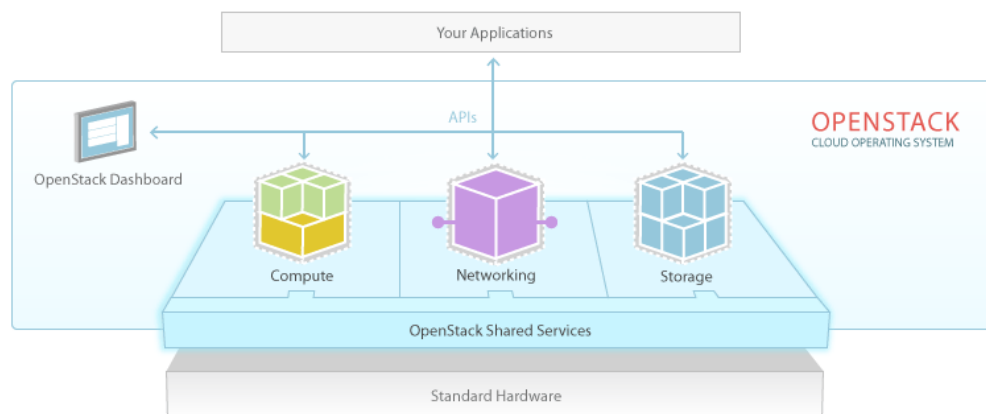 Your Applications
APIs
OPENSTACK
CLOUD OPERATING SYSTEM
OpenStack Dashboard
Compute
Networking
Storage
OpenStack Shared Services
Standard Hardware